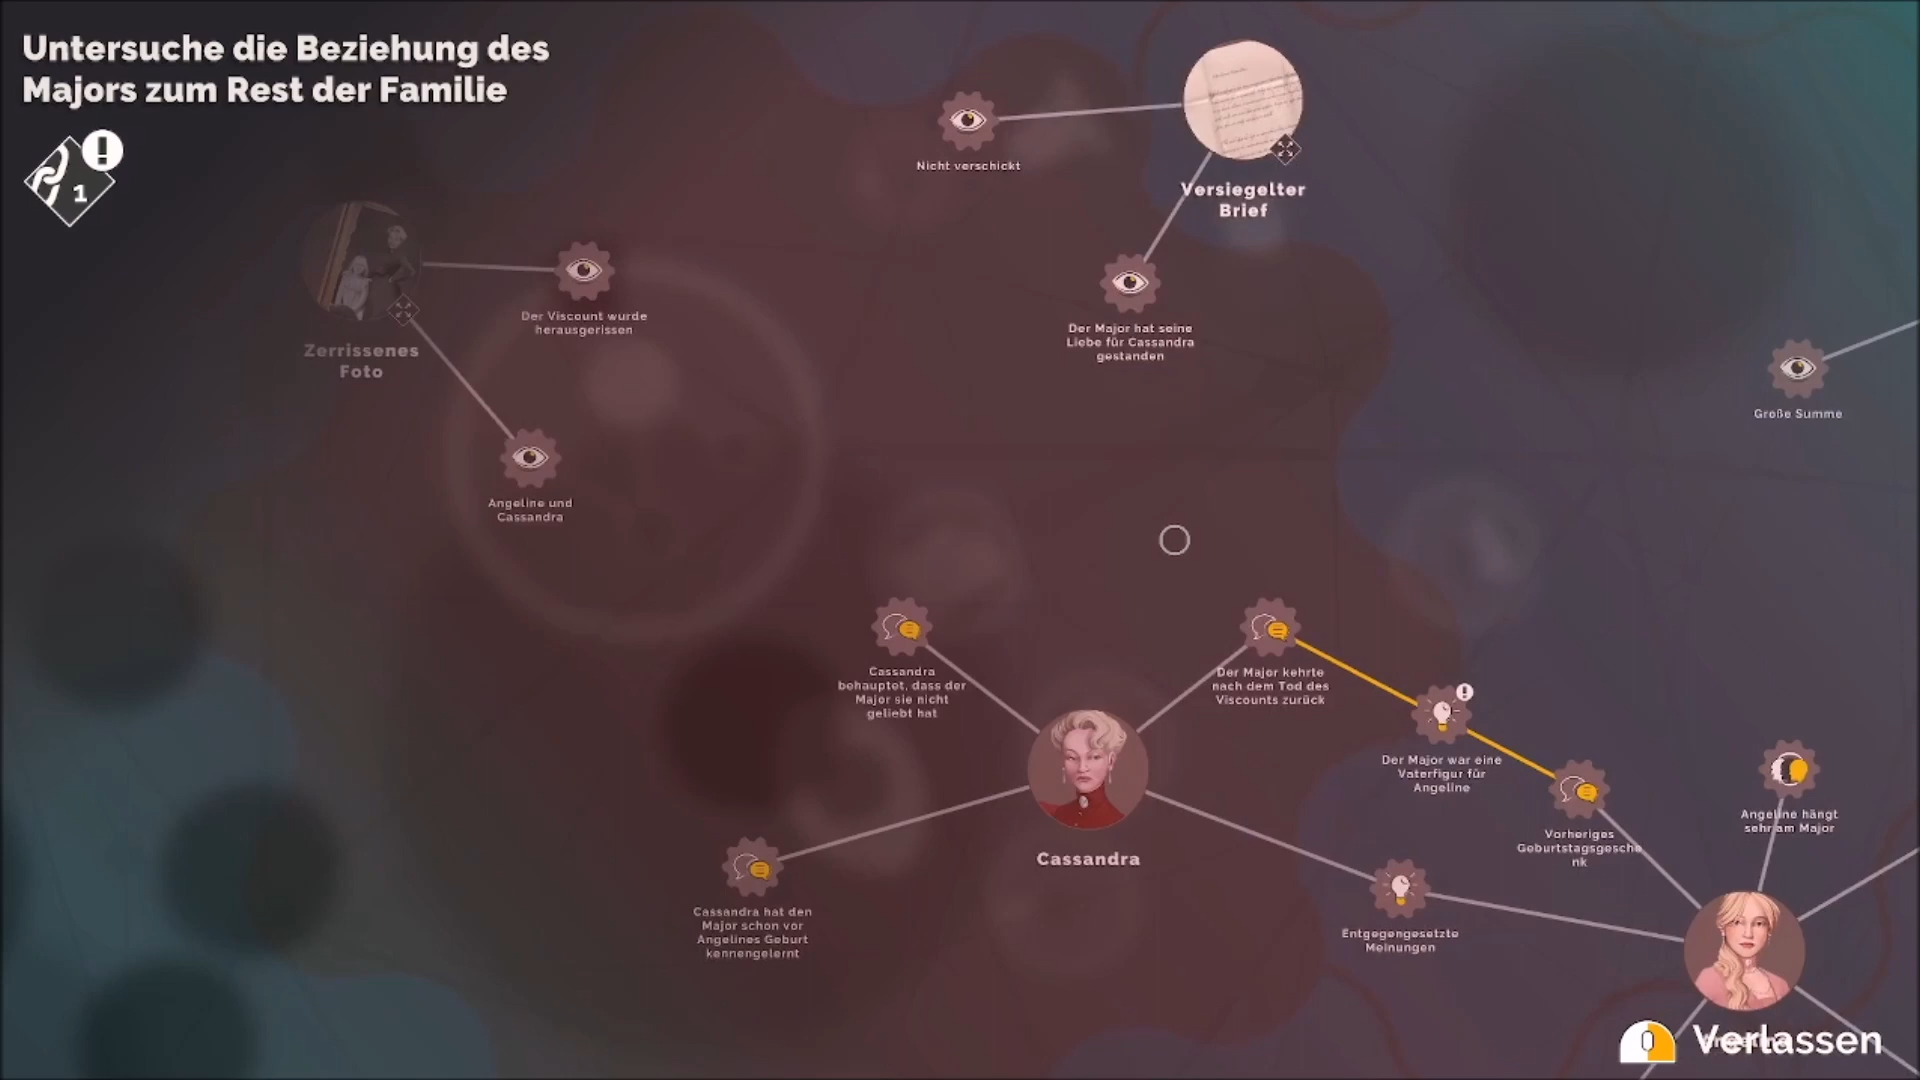 Untersuche die Beziehung des
Majors zum Rest der Familie
1
Nicht verschickt
Versiegelter
Brief
Der Viscount wurde
herausgerissen
Zerrissenes
Foto
Der Major hat seine
Liebe für Cassandra
gestanden
Große Summe
Angeline und
Cassandra
Cassandra
behauptet, dass der
Major sie nicht
geliebt hat
Der Major kehrte
nach dem Tod des
Viscounts zurück
Der Major war eine
Vaterfigur für
Angeline
Vorheriges
Geburtstagsgesche
nk
Angeline hängt
sehr am Major
Cassandra
Cassandra hat den
Major schon vor
Angelines Geburt
kennengelernt
Entgegengesetzte
Meinungen
Verlassen